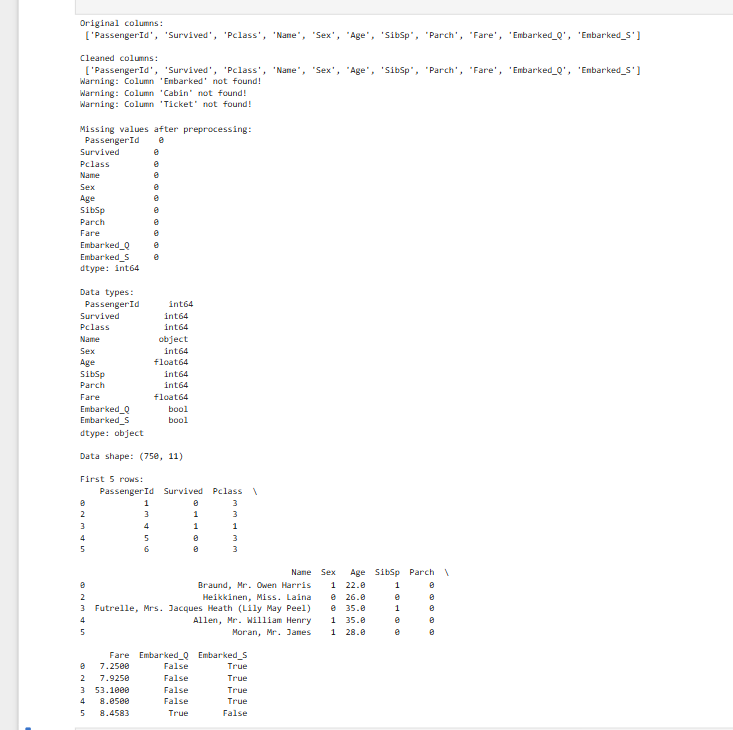 Original columns:
['PassengerId', 'Survived', 'Pclass', 'Name', 'Sex', 'Age', 'SibSp', 'Parch', 'Fare', 'Embarked_Q', 'Embarked_S']
Cleaned columns:
['PassengerId', 'Survived', 'Pclass', 'Name', 'Sex', 'Age', 'SibSp', 'Parch', 'Fare', 'Embarked_Q', 'Embarked_S']
Warning: Column 'Embarked' not found!
Warning: Column 'Cabin' not found!
Warning: Column 'Ticket' not found!
Missing values after preprocessing:
PassengerId 0
Survived 0
Pclass 0
Name 0
Sex 0
Age 0
SibSp 0
Parch 0
Fare 0
Embarked_Q 0
Embarked_S 0
dtype: int64
Data types:
PassengerId int64
Survived int64
Pclass int64
Name object
Sex int64
Age float64
SibSp int64
Parch int64
Fare float64
Embarked_Q bool
Embarked_S bool
dtype: object
Data shape: (750, 11)
First 5 rows:
PassengerId Survived Pclass \
0 1 0 3
2 3 1 3
3 4 1 1
4 5 0 3
5 6 0 3
Name Sex Age SibSp Parch \
0 Braund, Mr. Owen Harris 1 22.0 1 0
2 Heikkinen, Miss. Laina 0 26.0 0 0
3 Futrelle, Mrs. Jacques Heath (Lily May Peel) 0 35.0 1 0
4 Allen, Mr. William Henry 1 35.0 0 0
5 Moran, Mr. James 1 28.0 0 0
Fare Embarked_Q Embarked_S
0 7.2500 False True
2 7.9250 False True
3 53.1000 False True
4 8.0500 False True
5 8.4583 True False